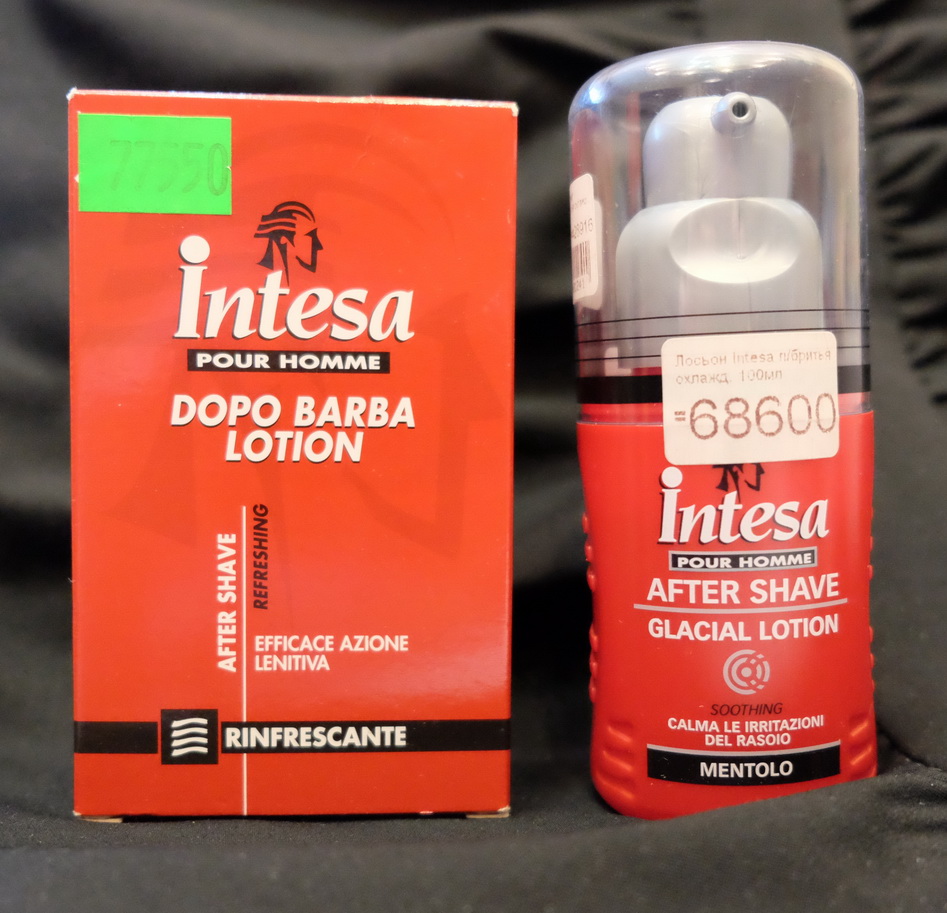 77550
intesa
POUR HOMME
DOPO BARBA
LOTION
AFTER SHAVE
REFRESHING
EFFICACE AZIONE
LENITIVA
RINFRESCANTE
Лосьон Intesa п/бритья
охлажд. 100мл
=68600
intesa
POUR HOMME
AFTER SHAVE
GLACIAL LOTION
SOOTHING
CALMA LE IRRITAZIONI
DEL RASOIO
MENTOLO